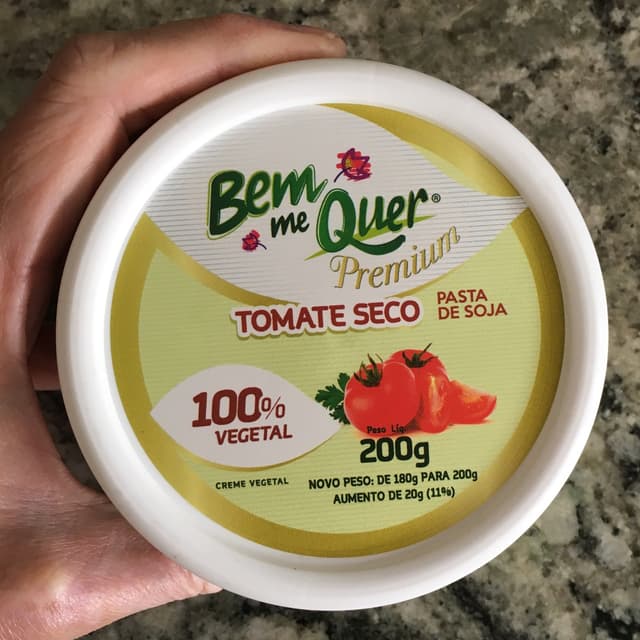 Bem
me Quer®
Premium
TOMATE SECO
PASTA
DE SOJA
100%
VEGETAL
CREME VEGETAL
Peso Líq.
200g
NOVO PESO: DE 180g PARA 200g
AUMENTO DE 20g (11%)